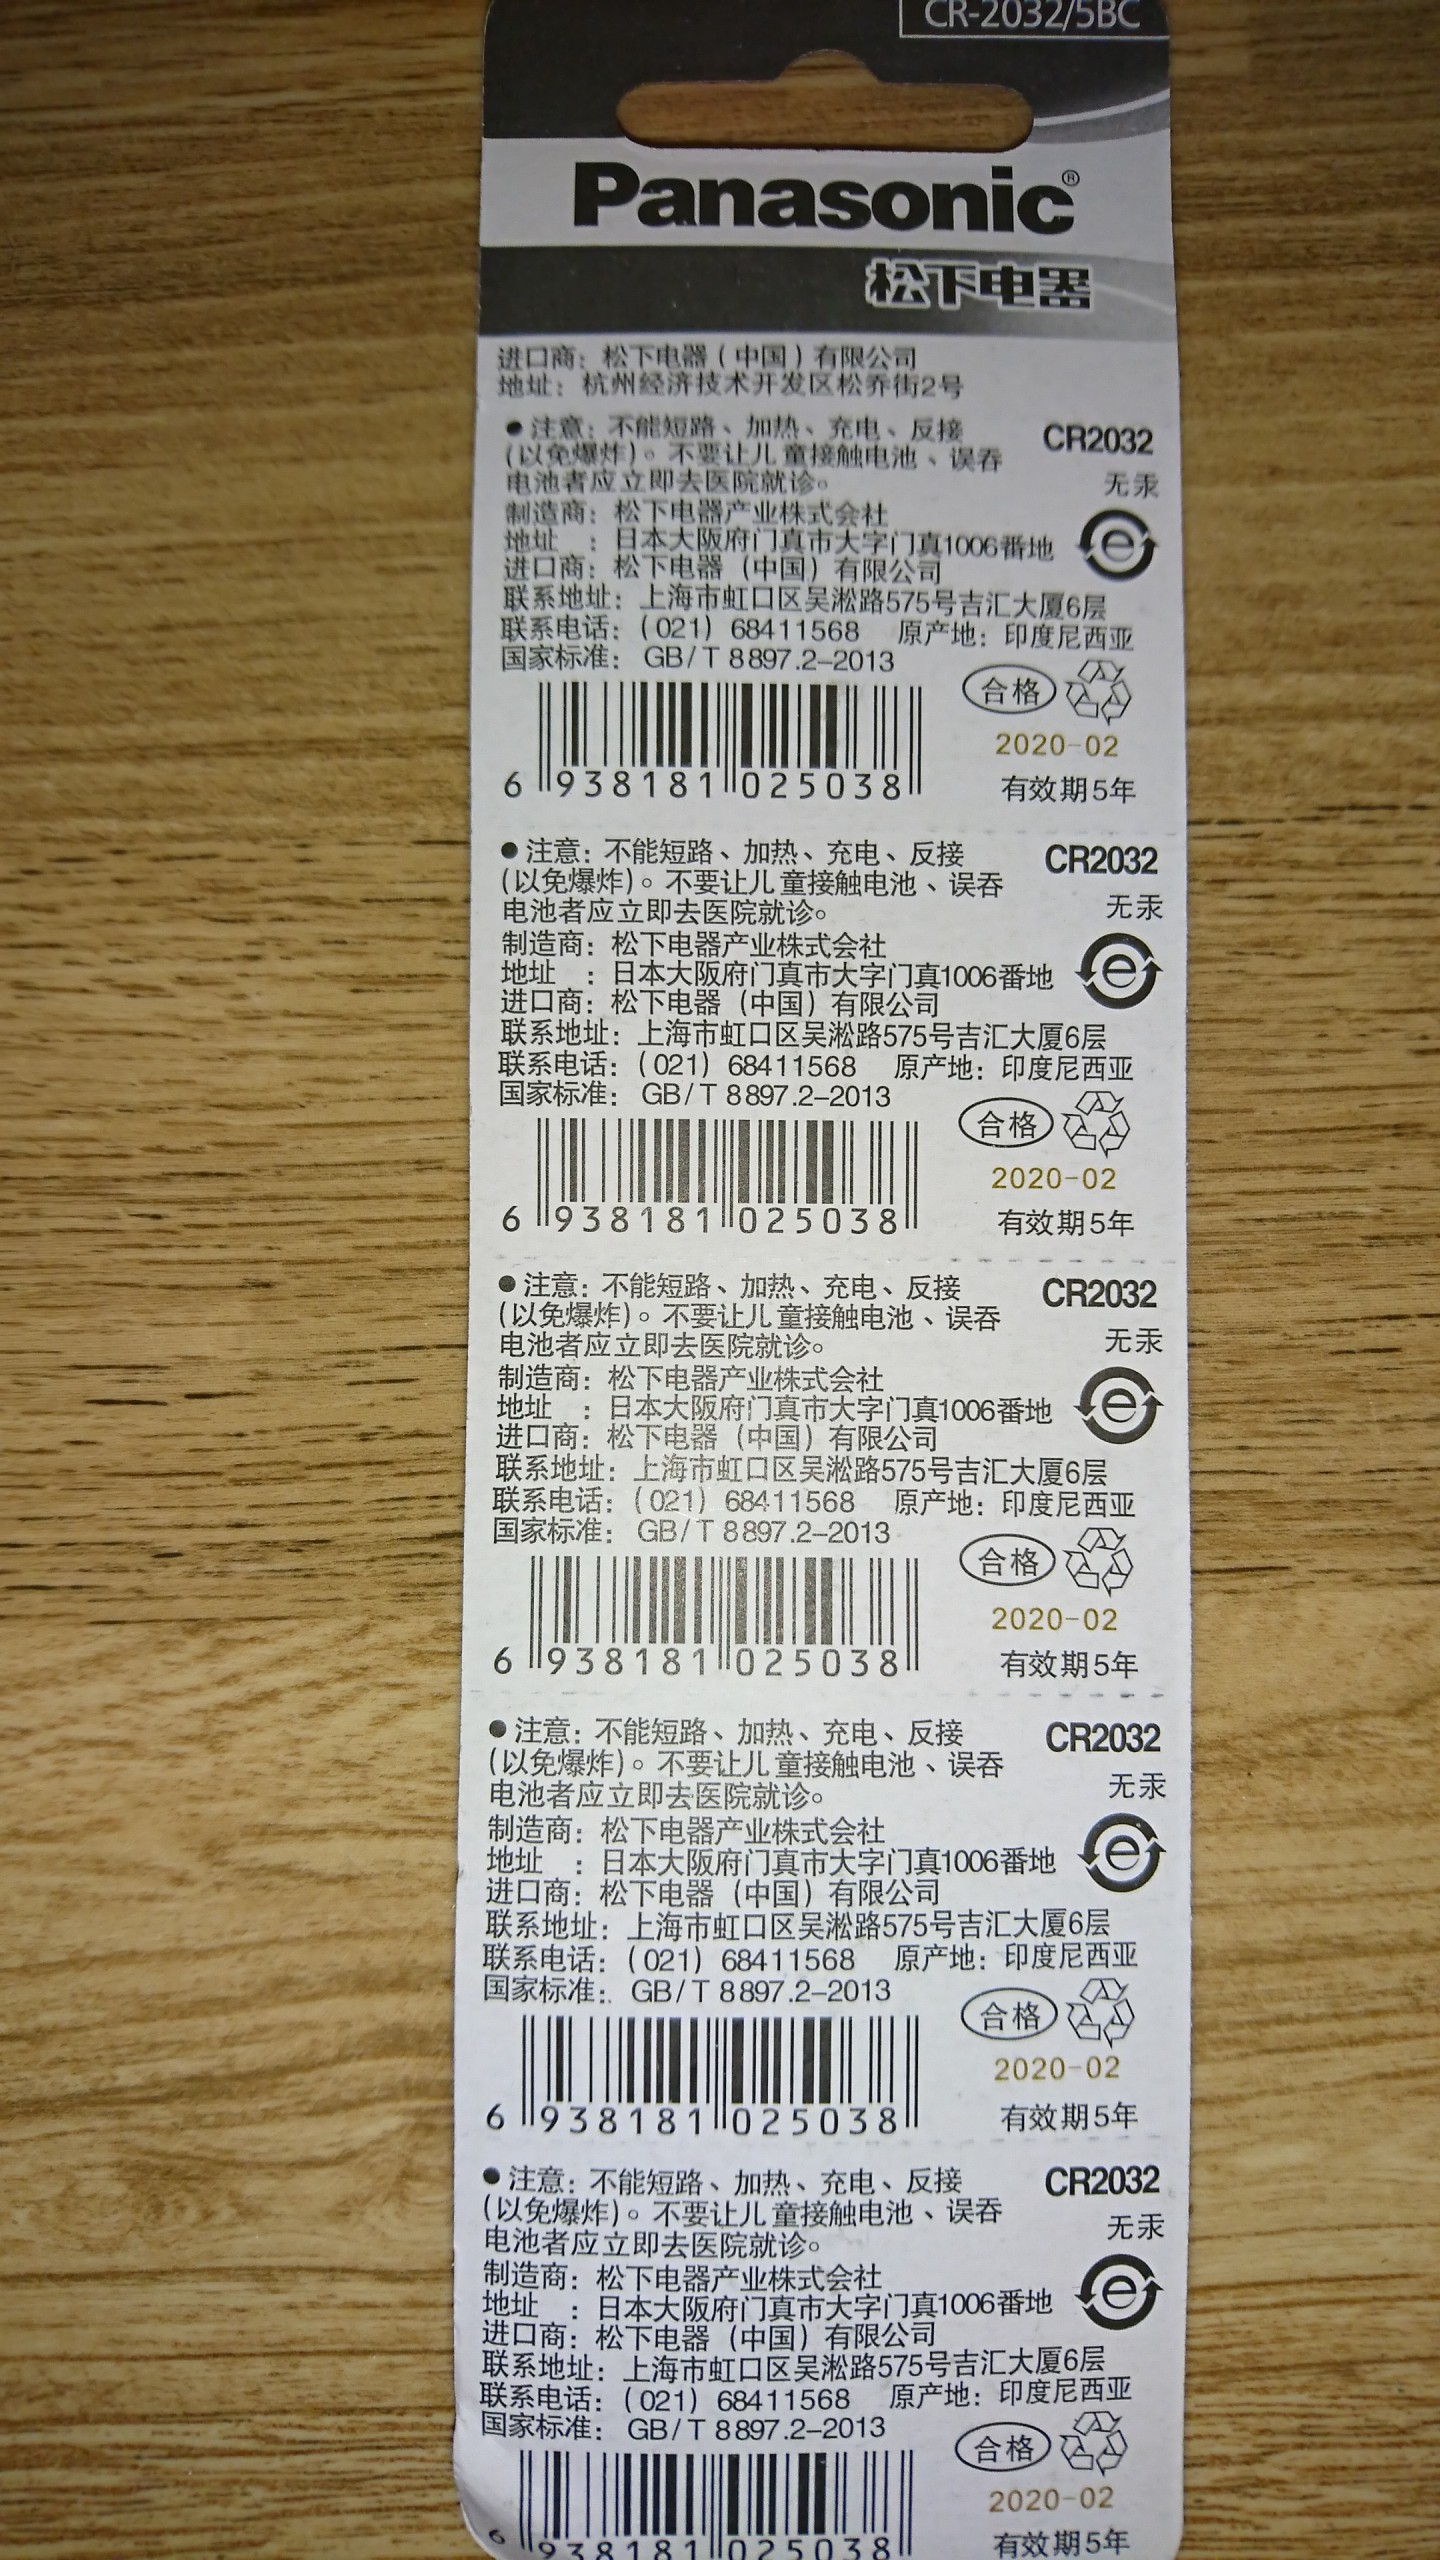 CR-2032/5BC
Panasonic®
松下电器
进口商：松下电器（中国）有限公司
地址：杭州经济技术开发区松乔街2号
●注意：不能短路、加热、充电、反接
(以免爆炸)。不要让儿童接触电池、误吞
电池者应立即去医院就诊。
CR2032
无汞
制造商：松下电器产业株式会社
地址 ：日本大阪府门真市大字门真1006番地
e
进口商：松下电器（中国）有限公司
联系地址：上海市虹口区吴淞路575号吉汇大厦6层
联系电话：(021) 68411568 原产地：印度尼西亚
国家标准： GB/T 8897.2-2013
合格
2020-02
有效期5年
6 938181 025038
●注意：不能短路、加热、充电、反接
(以免爆炸)。不要让儿童接触电池、误吞
电池者应立即去医院就诊。
CR2032
无汞
制造商：松下电器产业株式会社
地址 ：日本大阪府门真市大字门真1006番地
e
进口商：松下电器（中国）有限公司
联系地址：上海市虹口区吴淞路575号吉汇大厦6层
联系电话：(021) 68411568 原产地：印度尼西亚
国家标准： GB/T 8897.2-2013
合格
2020-02
有效期5年
6 938181 025038
●注意：不能短路、加热、充电、反接
(以免爆炸)。不要让儿童接触电池、误吞
电池者应立即去医院就诊。
CR2032
无汞
制造商：松下电器产业株式会社
地址 ：日本大阪府门真市大字门真1006番地
e
进口商：松下电器（中国）有限公司
联系地址：上海市虹口区吴淞路575号吉汇大厦6层
联系电话：(021) 68411568 原产地：印度尼西亚
国家标准： GB/T 8897.2-2013
合格
2020-02
有效期5年
6 938181 025038
●注意：不能短路、加热、充电、反接
(以免爆炸)。不要让儿童接触电池、误吞
电池者应立即去医院就诊。
CR2032
无汞
制造商：松下电器产业株式会社
地址 ：日本大阪府门真市大字门真1006番地
e
进口商：松下电器（中国）有限公司
联系地址：上海市虹口区吴淞路575号吉汇大厦6层
联系电话：(021) 68411568 原产地：印度尼西亚
国家标准： GB/T 8897.2-2013
合格
2020-02
有效期5年
6 938181 025038
●注意：不能短路、加热、充电、反接
(以免爆炸)。不要让儿童接触电池、误吞
电池者应立即去医院就诊。
CR2032
无汞
制造商：松下电器产业株式会社
地址 ：日本大阪府门真市大字门真1006番地
e
进口商：松下电器（中国）有限公司
联系地址：上海市虹口区吴淞路575号吉汇大厦6层
联系电话：(021) 68411568 原产地：印度尼西亚
国家标准： GB/T 8897.2-2013
合格
2020-02
有效期5年
6 938181 025038